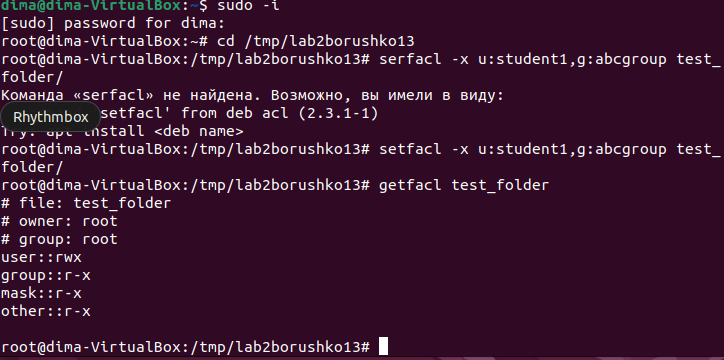 dima@dima-VirtualBox:~$ sudo -i
[sudo] password for dima:
root@dima-VirtualBox:~# cd /tmp/lab2borushko13
root@dima-VirtualBox:/tmp/lab2borushko13# serfacl -x u:student1,g:abcgroup test_
folder/
Команда «serfacl» не найдена. Возможно, вы имели в виду:
Rhythmbox
setfacl' from deb acl (2.3.1-1)
Try: apt install <deb name>
root@dima-VirtualBox:/tmp/lab2borushko13# setfacl -x u:student1,g:abcgroup test_
folder/
root@dima-VirtualBox:/tmp/lab2borushko13# getfacl test_folder
# file: test_folder
# owner: root
# group: root
user::rwx
group::r-x
mask::r-x
other::r-x
root@dima-VirtualBox:/tmp/lab2borushko13#